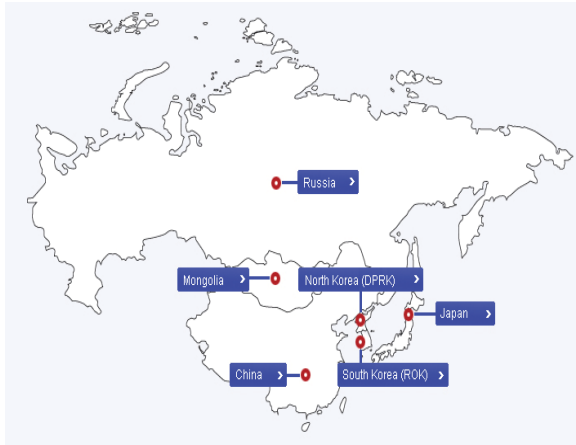 Russia
Mongolia
North Korea (DPRK)
Japan
China
South Korea (ROK)